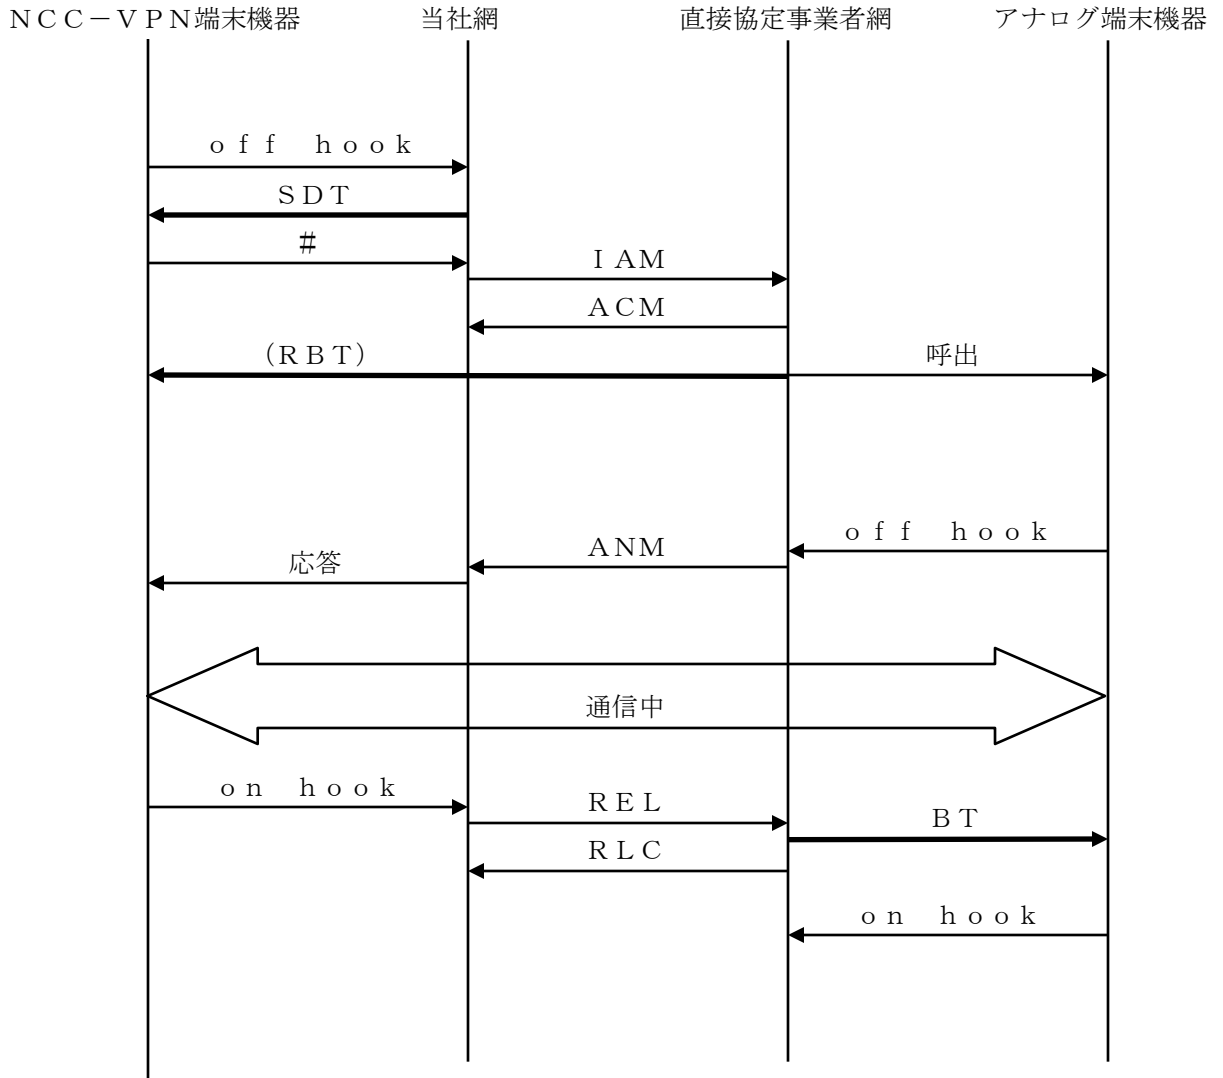 NCC-VPN端末機器
当社網
直接協定事業者網
アナログ端末機器
off hook
SDT
#
IAM
ACM
(RBT)
呼出
off hook
ANM
応答
通信中
on hook
REL
BT
RLC
on hook